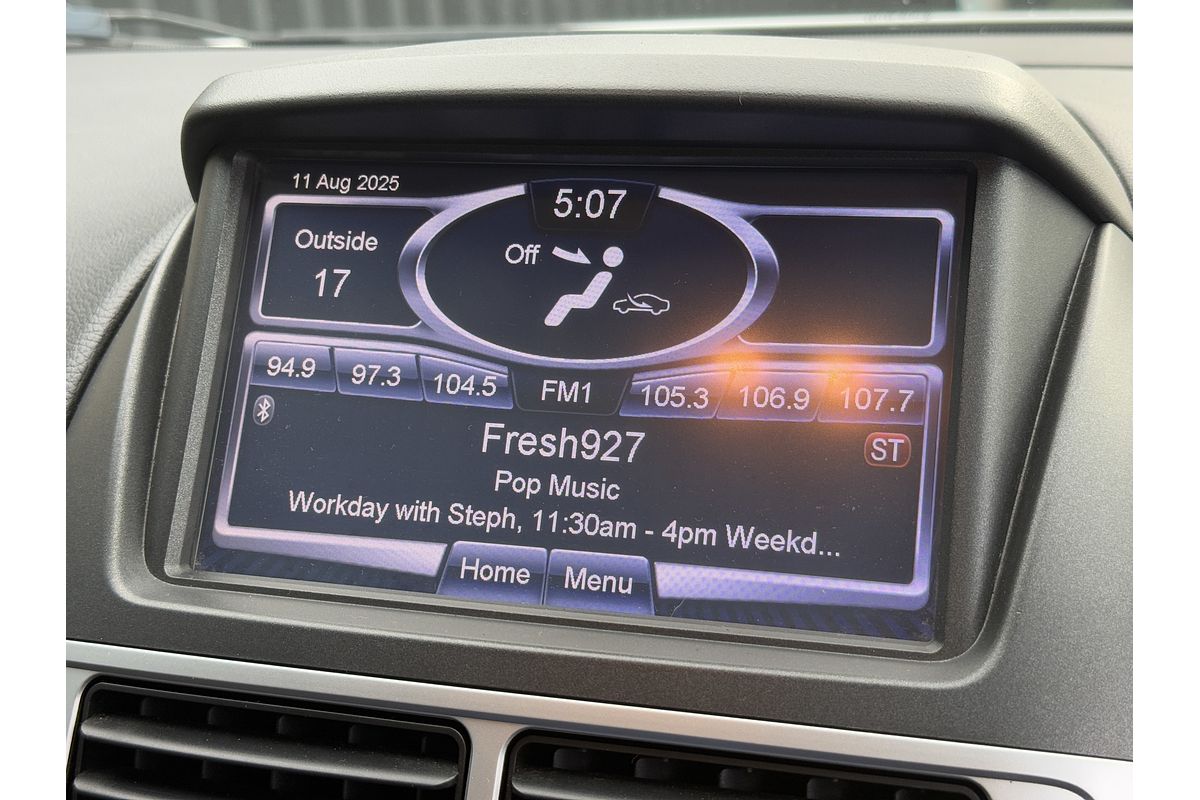 11 Aug 2025
5:07
Outside
17
Off
94.9 97.3 104.5 FM1 105.3 106.9 107.7
Fresh927
ST
Pop Music
Workday with Steph, 11:30am - 4pm Weekd...
Home Menu